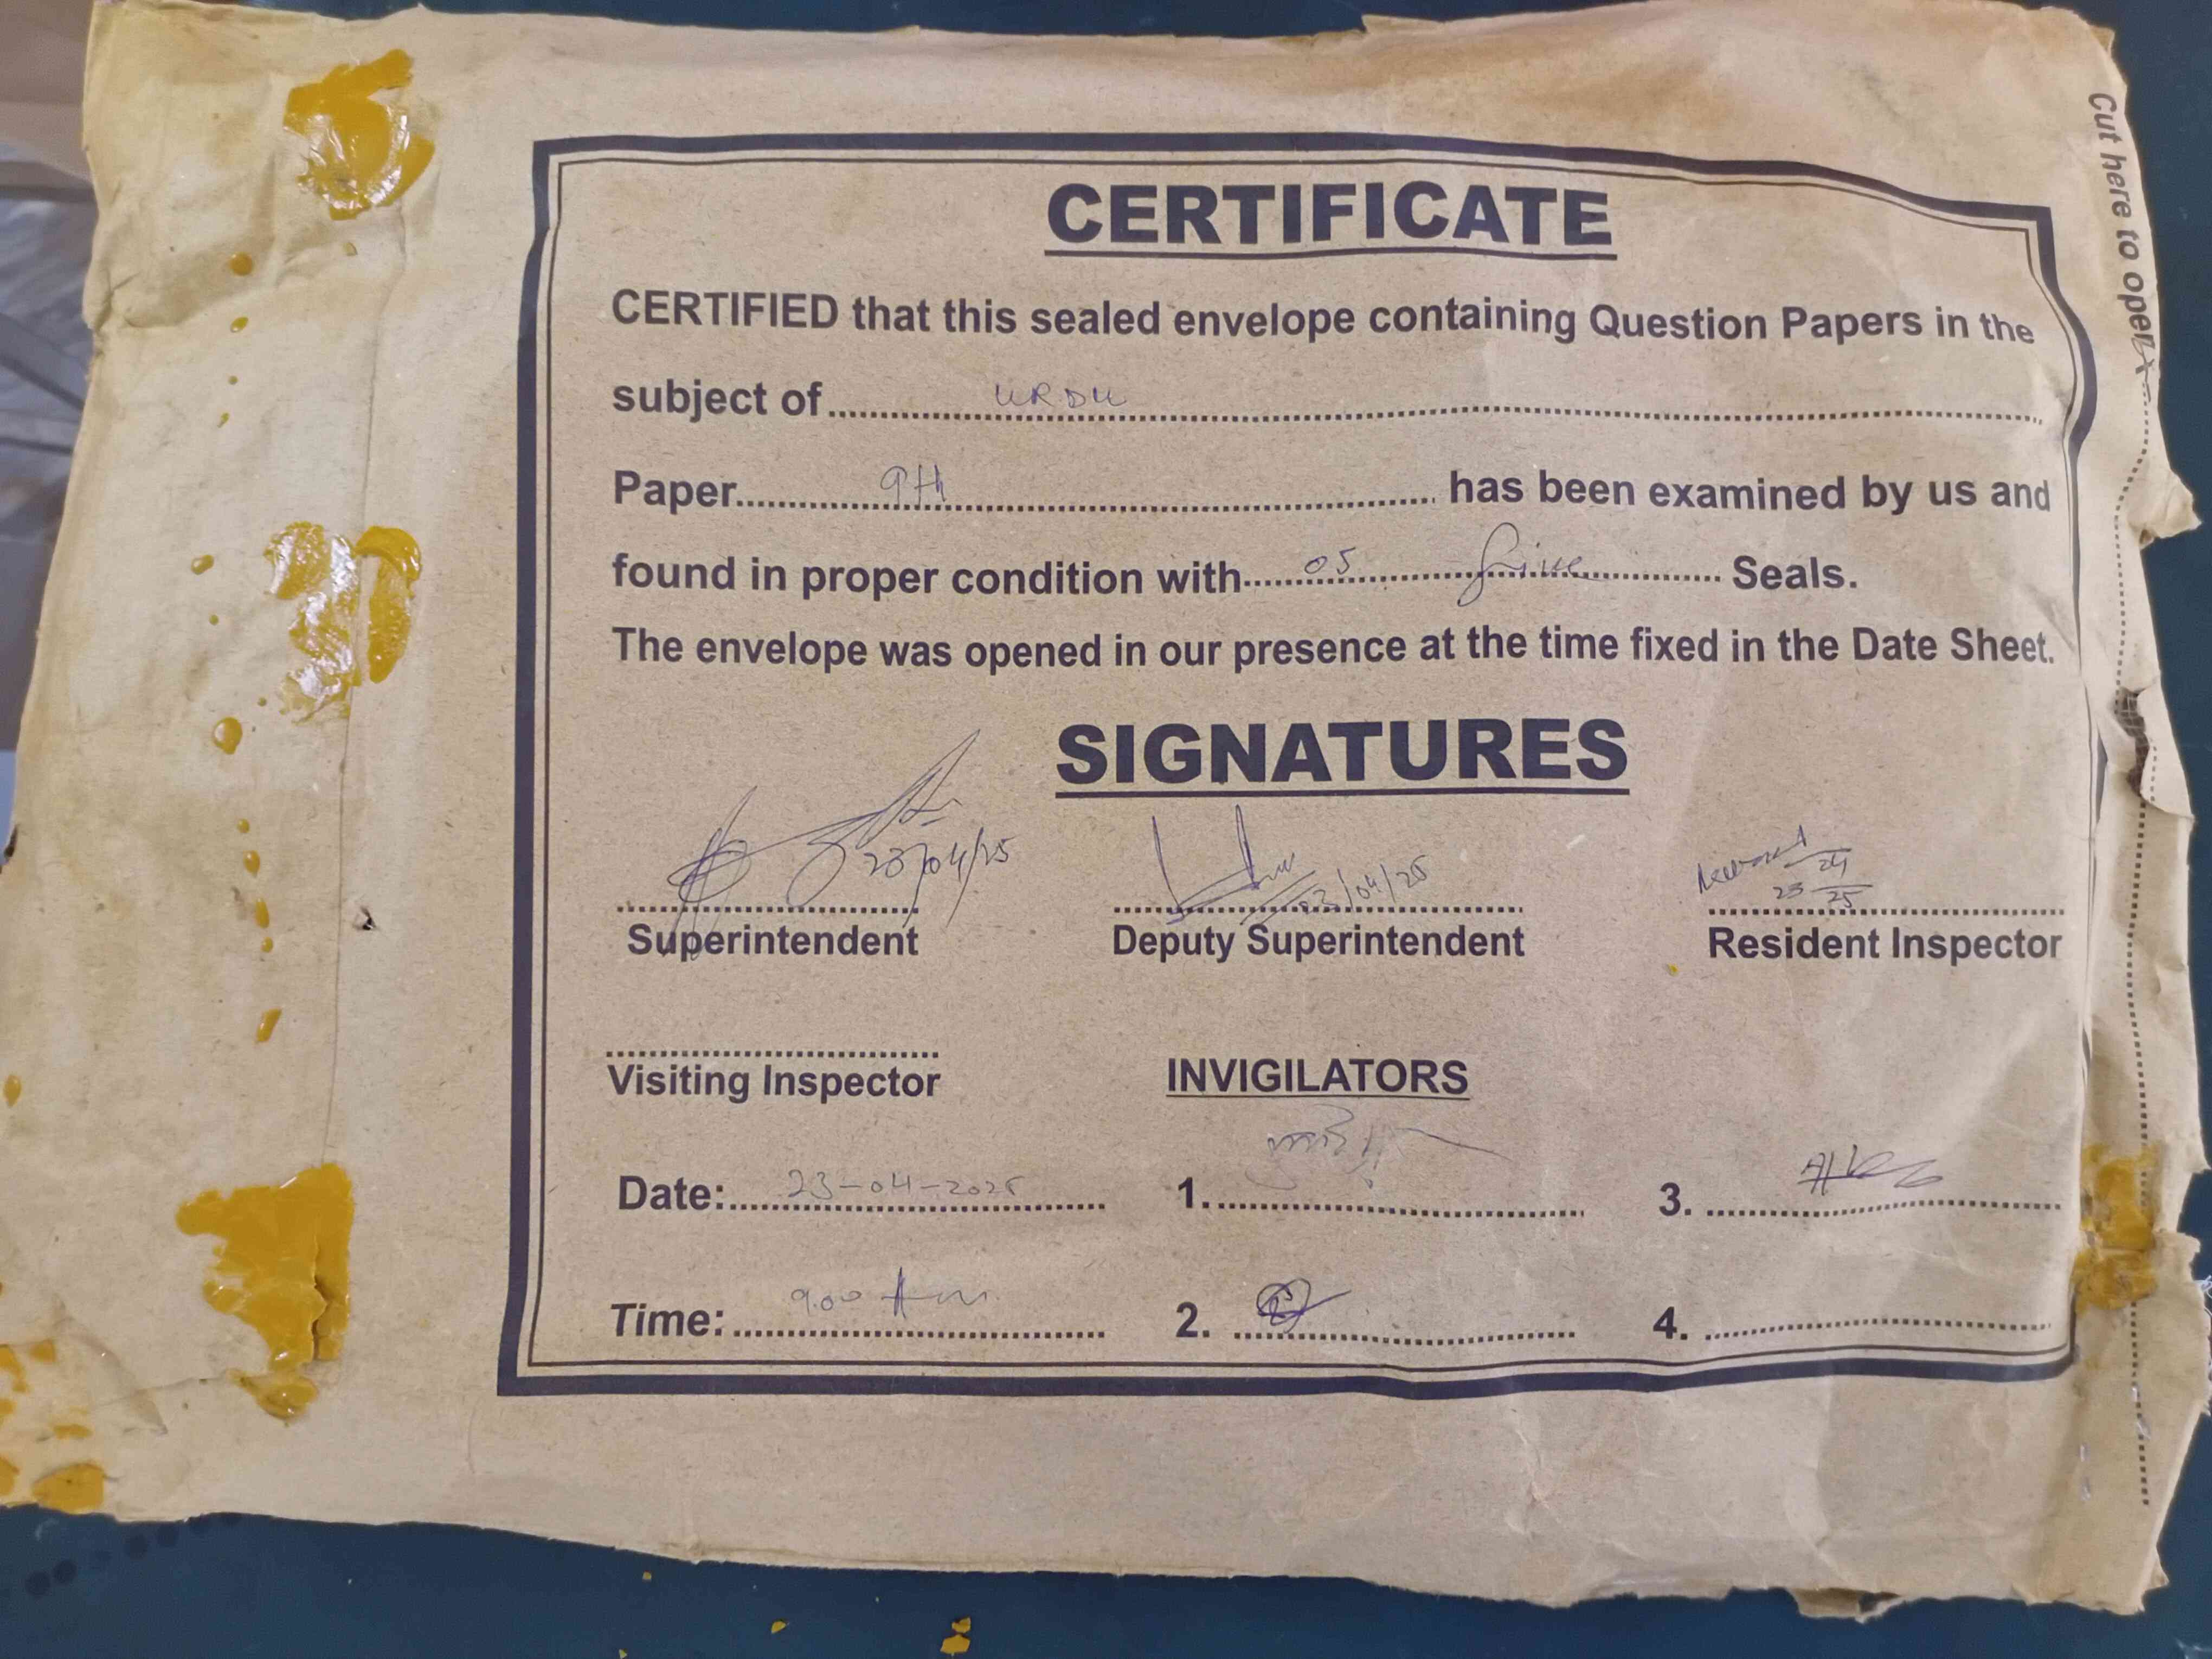 CERTIFICATE
CERTIFIED that this sealed envelope containing Question Papers in the
subject of URDU
Paper 9th has been examined by us and
found in proper condition with 05 five Seals.
The envelope was opened in our presence at the time fixed in the Date Sheet.
SIGNATURES
23/04/25
03/04/25
23 04 25
Superintendent Deputy Superintendent Resident Inspector
Visiting Inspector INVIGILATORS
Date: 23-04-2025 1. 3.
Time: 9.00 Am 2. 4.
Cut here to open